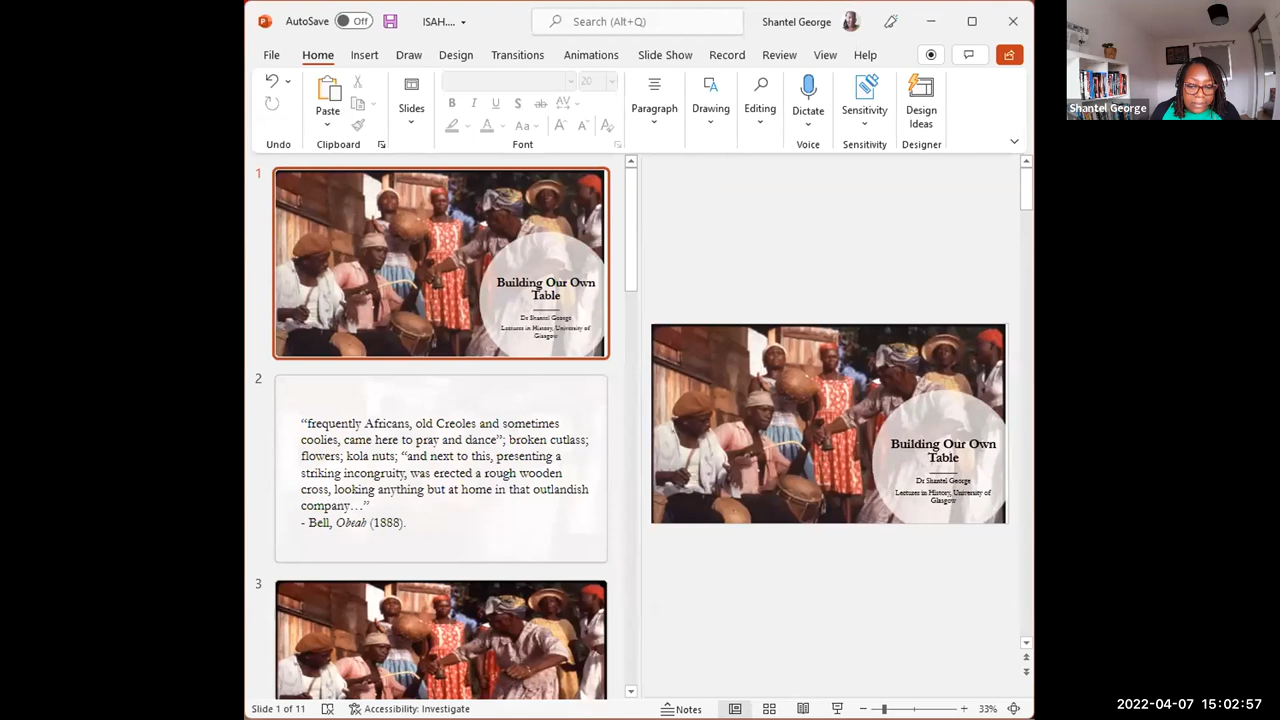 AutoSave Off ISAH.... Search (Alt+Q) Shantel George
File Home Insert Draw Design Transitions Animations Slide Show Record Review View Help
20
Paste Slides Paragraph Drawing Editing Dictate Sensitivity Design Ideas
B I U S ab AV
A Aa A A A
Undo Clipboard Font Voice Sensitivity Designer
1
Building Our Own
Table
Dr Shantel George
Lectures in History, University of
Glasgow
2
“frequently Africans, old Creoles and sometimes
coolies, came here to pray and dance”; broken cutlass;
flowers; kola nuts; “and next to this, presenting a
striking incongruity, was erected a rough wooden
cross, looking anything but at home in that outlandish
company…”
- Bell, Obeah (1888).
3
Building Our Own
Table
Dr Shantel George
Lectures in History, University of
Glasgow
Slide 1 of 11 Accessibility: Investigate Notes 33%
Shantel George
2022-04-07 15:02:57